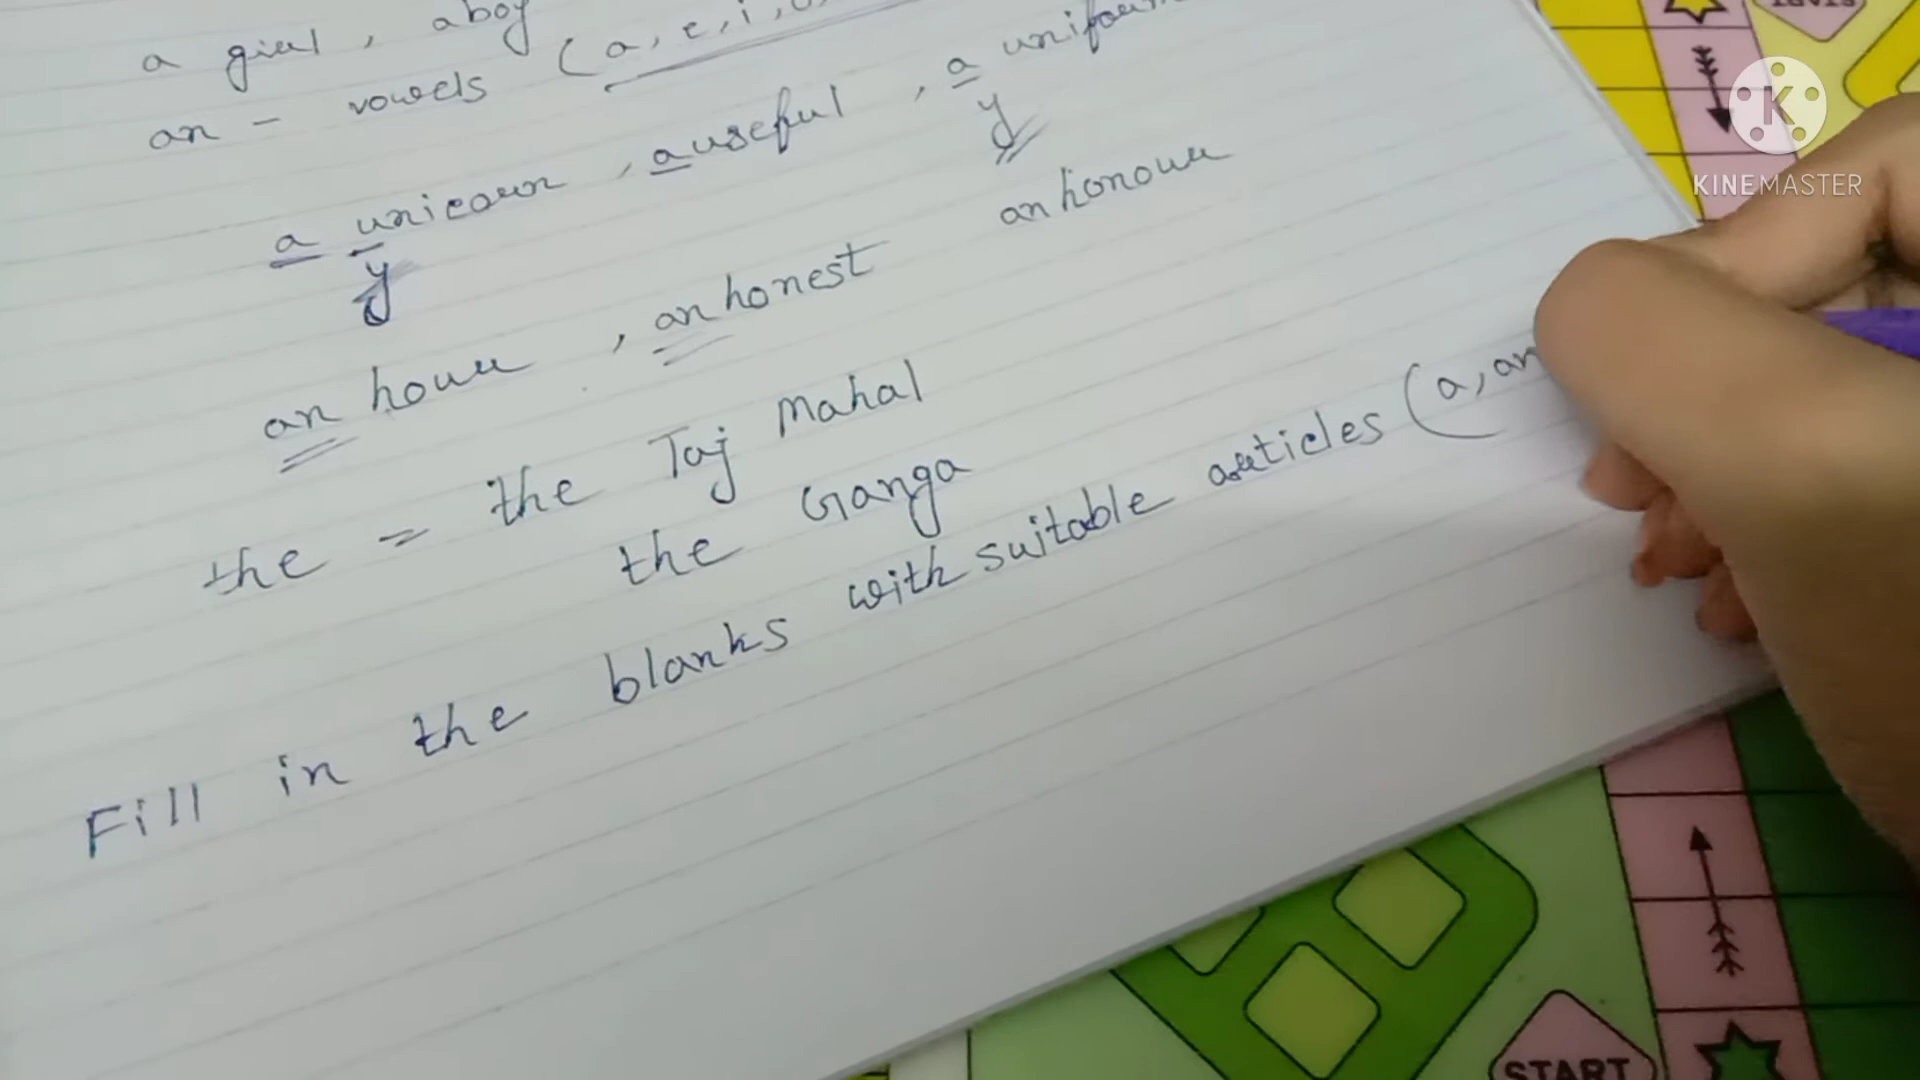 a girl, a boy
an - vowels (a, e, i, o,
a unicorn, a useful, a uniform
y y
an hour, an honest an honour
the = the Taj Mahal
the Ganga
Fill in the blanks with suitable articles (a, an
KINEMASTER
START
START